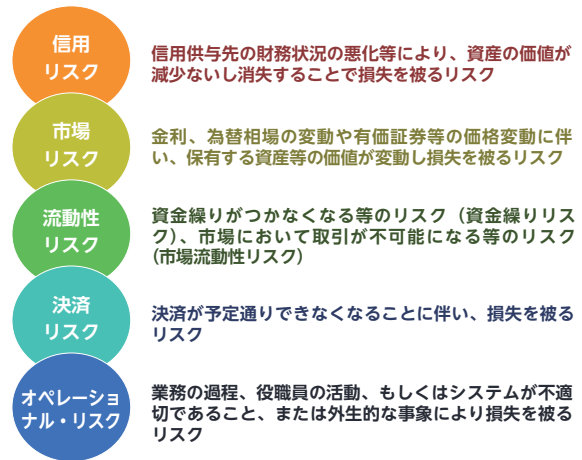 信用
リスク
信用供与先の財務状況の悪化等により、資産の価値が
減少ないし消失することで損失を被るリスク
市場
リスク
金利、為替相場の変動や有価証券等の価格変動に伴
い、保有する資産等の価値が変動し損失を被るリスク
流動性
リスク
資金繰りがつかなくなる等のリスク（資金繰りリス
ク）、市場において取引が不可能になる等のリスク
(市場流動性リスク)
決済
リスク
決済が予定通りできなくなることに伴い、損失を被る
リスク
オペレーショ
ナル・リスク
業務の過程、役職員の活動、もしくはシステムが不適
切であること、または外生的な事象により損失を被る
リスク